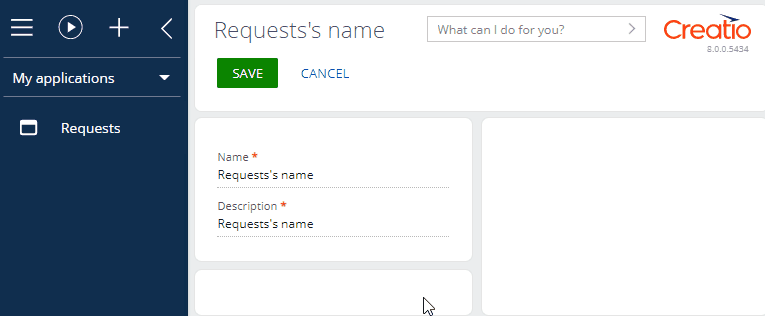 Requests's name
What can I do for you?
Creatio
8.0.0.5434
SAVE
CANCEL
My applications
Requests
Name *
Requests's name
Description *
Requests's name